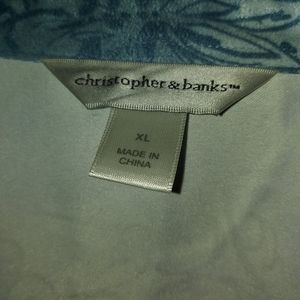 christopher & banks™
XL
MADE IN
CHINA